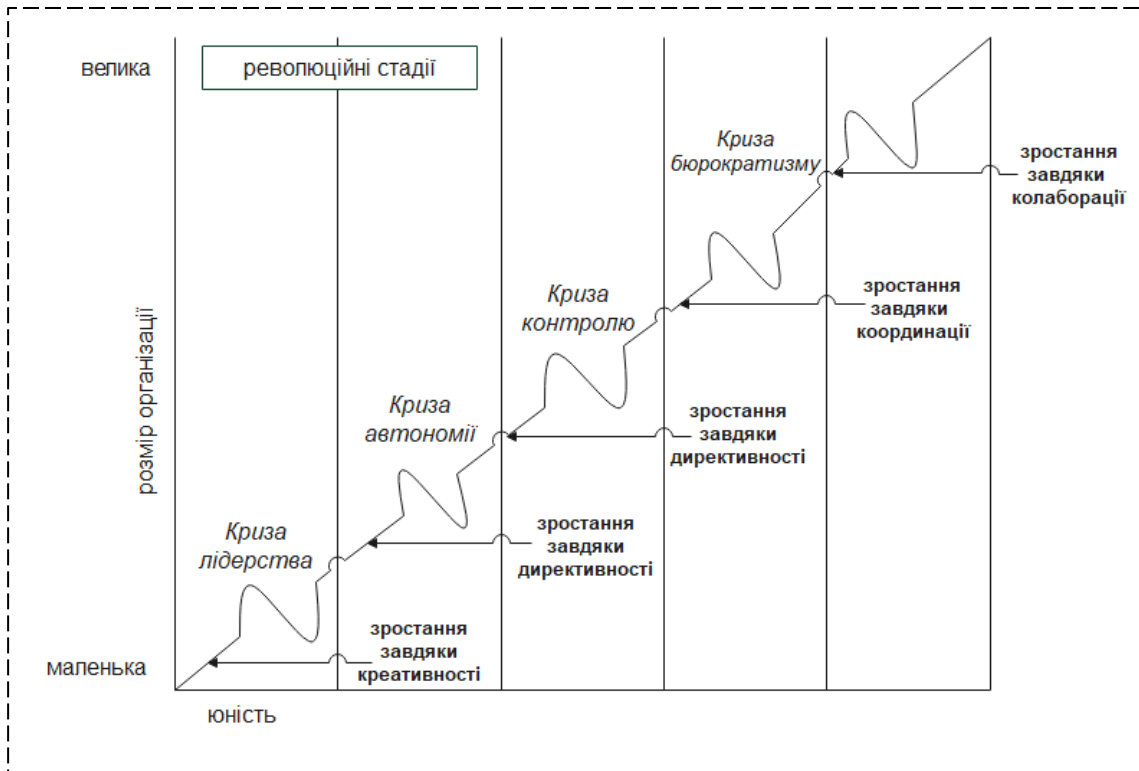 велика
революційні стадії
Криза
бюрократизму
зростання
завдяки
колаборації
Криза
контролю
зростання
завдяки
координації
розмір організації
Криза
автономії
зростання
завдяки
директивності
Криза
лідерства
зростання
завдяки
директивності
маленька
зростання
завдяки
креативності
юність